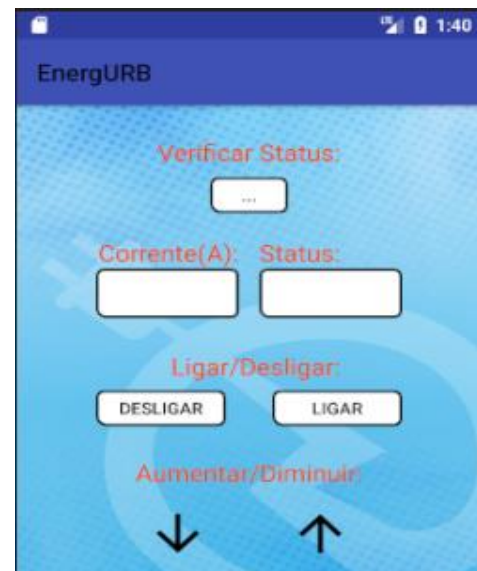 1:40
EnergURB
Verificar Status:
...
Corrente(A): Status:
Ligar/Desligar:
DESLIGAR LIGAR
Aumentar/Diminuir: